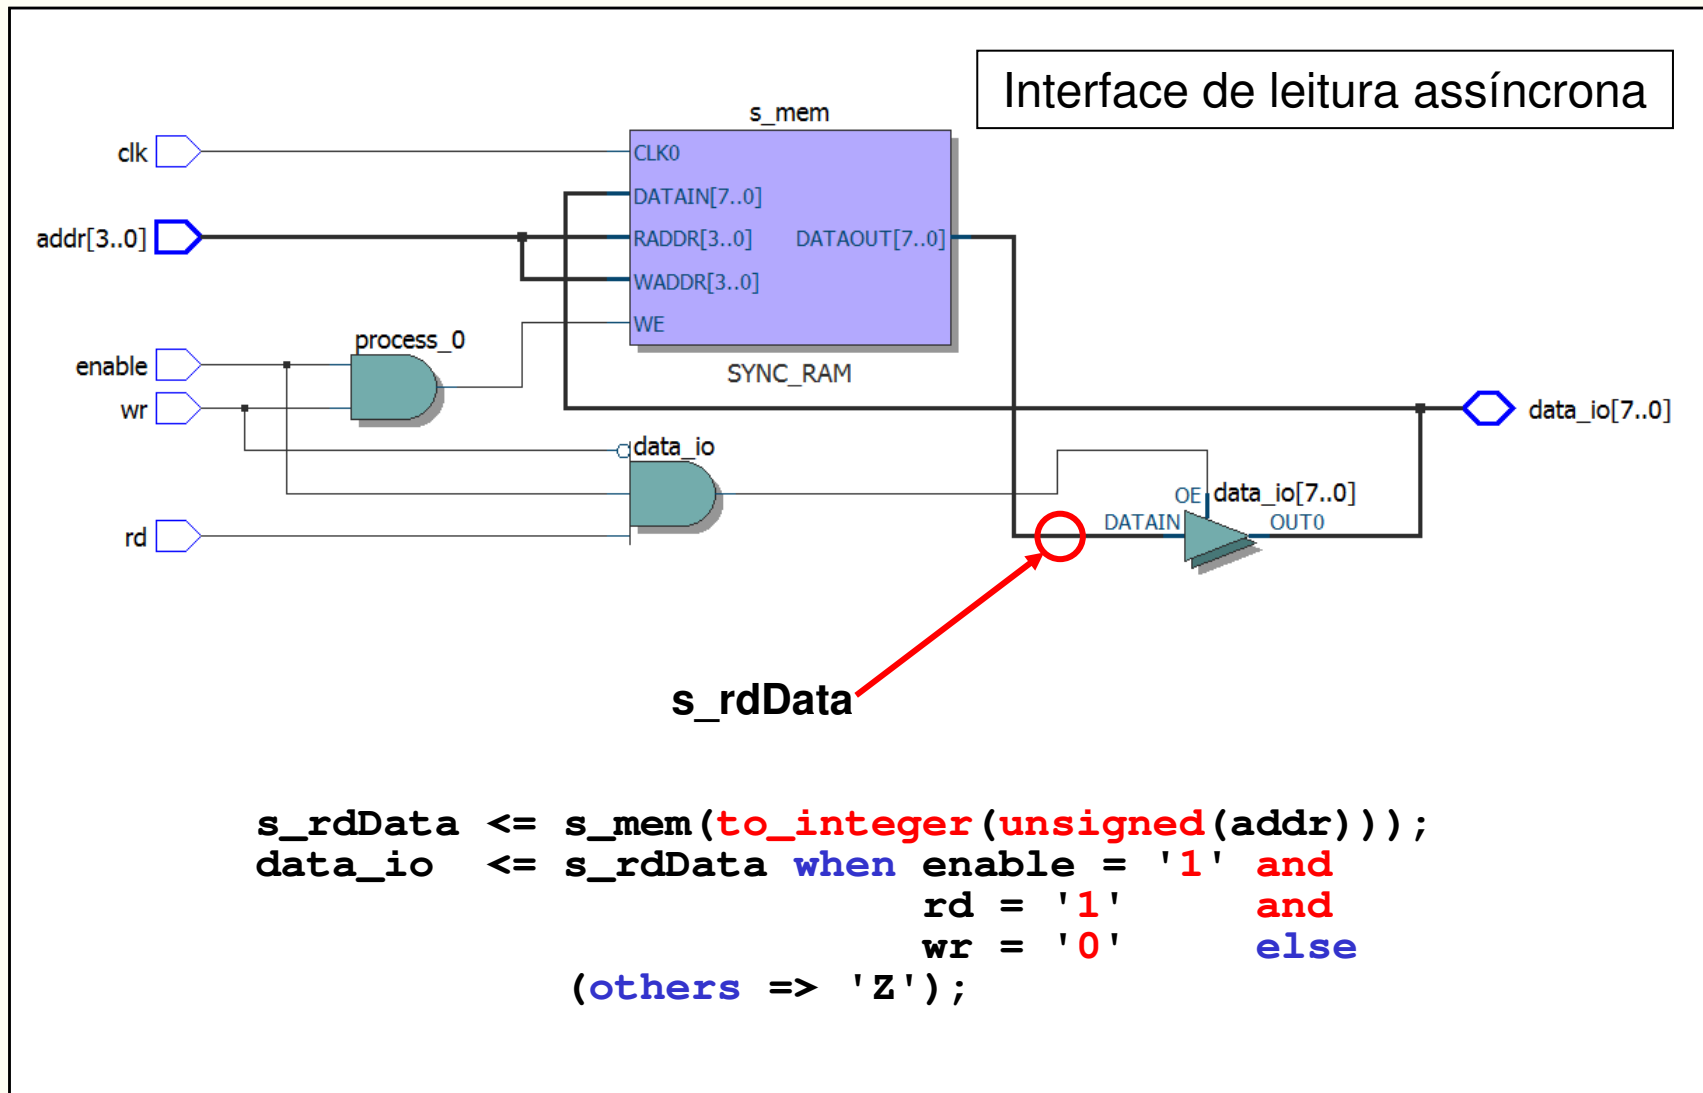 Interface de leitura assíncrona
s_mem
clk
CLK0
DATAIN[7..0]
addr[3..0]
RADDR[3..0]
DATAOUT[7..0]
WADDR[3..0]
WE
process_0
enable
SYNC_RAM
wr
data_io[7..0]
data_io
OE
data_io[7..0]
DATAIN
OUT0
rd
s_rdData
s_rdData <= s_mem(to_integer(unsigned(addr)));
data_io <= s_rdData when enable = '1' and
rd = '1' and
wr = '0' else
(others => 'Z');